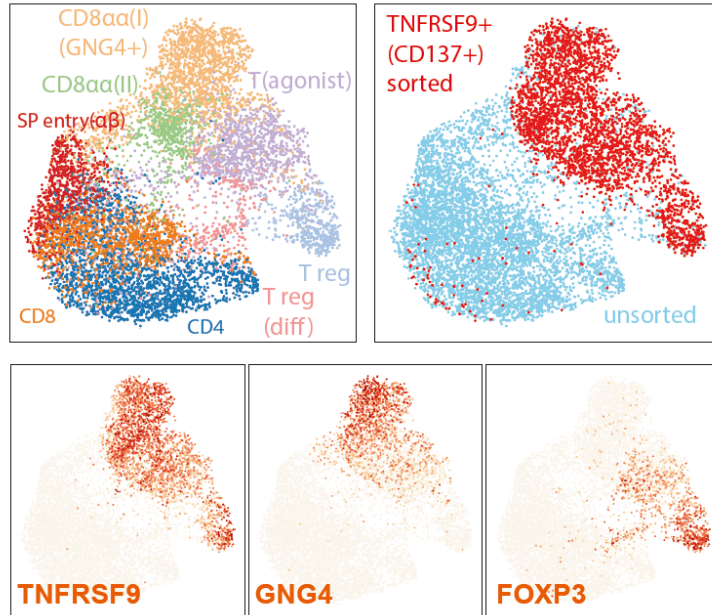 CD8αα(I)
(GNG4+)
CD8αα(II)
T(agonist)
SP entry(αβ)
T reg
T reg
(diff)
CD8
CD4
TNFRSF9+
(CD137+)
sorted
unsorted
TNFRSF9
GNG4
FOXP3